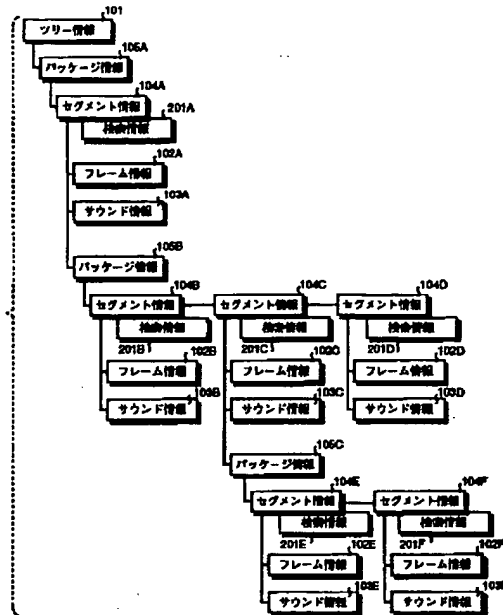 101
ツリー情報
105A
パッケージ情報
104A
セグメント情報
201A
検索情報
102A
フレーム情報
103A
サウンド情報
105B
パッケージ情報
104B
セグメント情報
104C
セグメント情報
104D
セグメント情報
検索情報
検索情報
検索情報
201B
102B
201C
102C
201D
102D
フレーム情報
フレーム情報
フレーム情報
103B
103C
103D
サウンド情報
サウンド情報
サウンド情報
105C
パッケージ情報
104E
セグメント情報
104F
セグメント情報
検索情報
検索情報
201E
102E
201F
102F
フレーム情報
フレーム情報
103E
サウンド情報
サウンド情報